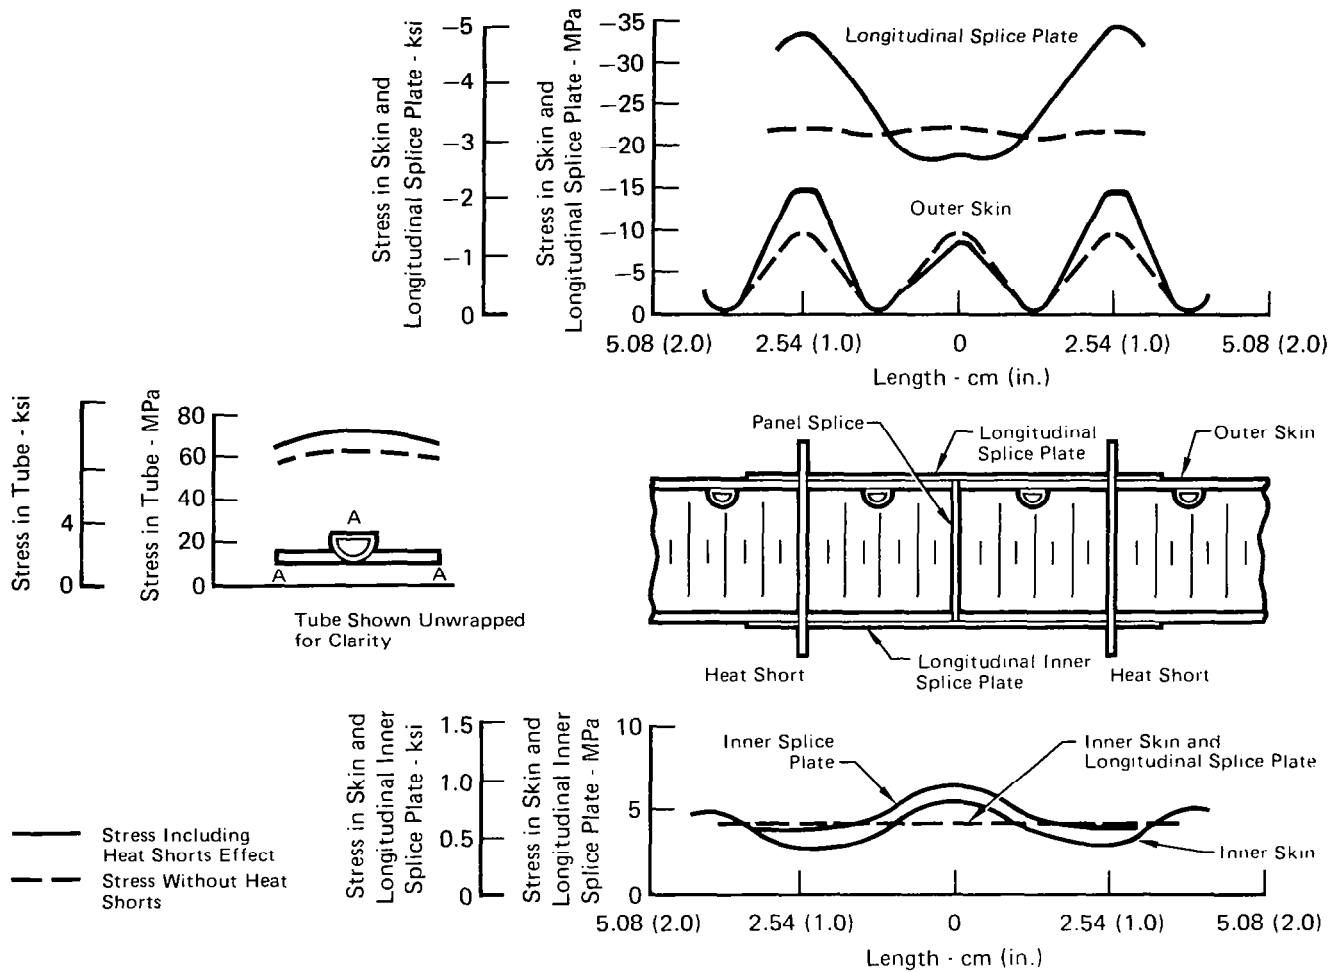 Stress in Skin and
Longitudinal Splice Plate - ksi
−5
−4
−3
−2
−1
0
Stress in Skin and
Longitudinal Splice Plate - MPa
−35
−30
−25
−20
−15
−10
−5
0
Longitudinal Splice Plate
Outer Skin
5.08 (2.0)
2.54 (1.0)
0
2.54 (1.0)
5.08 (2.0)
Length - cm (in.)
Stress in Tube - ksi
4
0
Stress in Tube - MPa
80
60
40
20
0
A
A
A
Tube Shown Unwrapped
for Clarity
Panel Splice
Longitudinal
Splice Plate
Outer Skin
Heat Short
Longitudinal Inner
Splice Plate
Heat Short
Stress in Skin and
Longitudinal Inner
Splice Plate - ksi
1.5
1.0
0.5
0
Stress in Skin and
Longitudinal Inner
Splice Plate - MPa
10
5
0
Inner Splice
Plate
Inner Skin and
Longitudinal Splice Plate
Inner Skin
5.08 (2.0)
2.54 (1.0)
0
2.54 (1.0)
5.08 (2.0)
Length - cm (in.)
Stress Including
Heat Shorts Effect
Stress Without Heat
Shorts